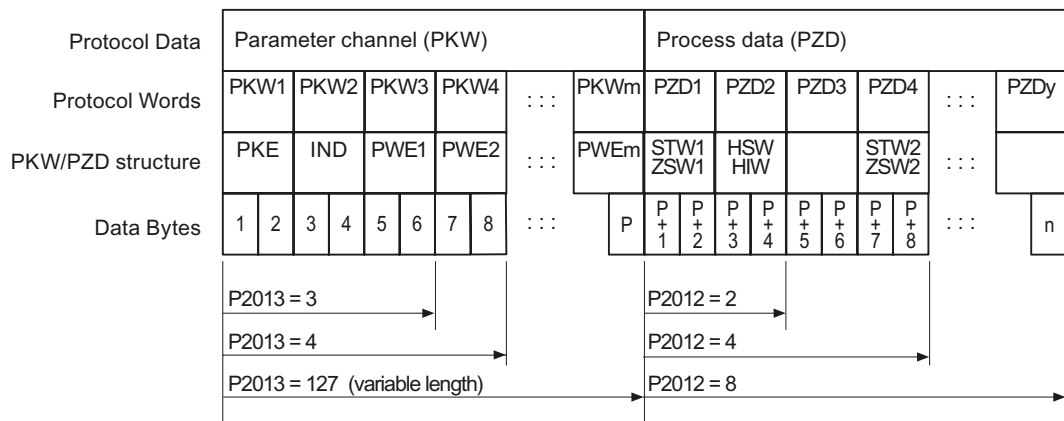 Protocol Data Parameter channel (PKW) Process data (PZD)
Protocol Words PKW1 PKW2 PKW3 PKW4 : : : PKWm PZD1 PZD2 PZD3 PZD4 : : : PZDy
PKW/PZD structure PKE IND PWE1 PWE2 : : : PWEm STW1 ZSW1 HSW HIW STW2 ZSW2 : : :
Data Bytes 1 2 3 4 5 6 7 8 : : : P P+1 P+2 P+3 P+4 P+5 P+6 P+7 P+8 : : : n
P2013 = 3 P2012 = 2
P2013 = 4 P2012 = 4
P2013 = 127 (variable length) P2012 = 8